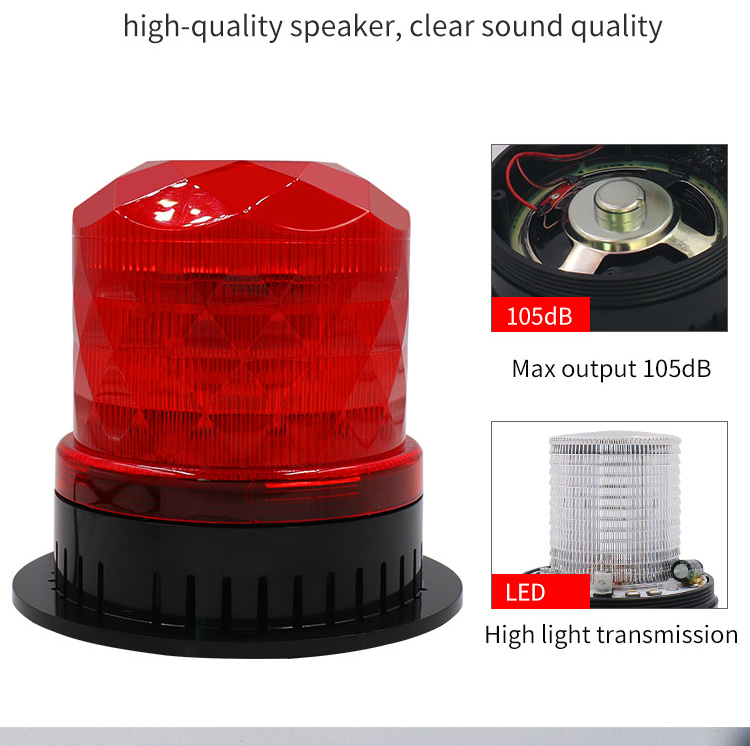 high-quality speaker, clear sound quality
105dB
Max output 105dB
LED
High light transmission